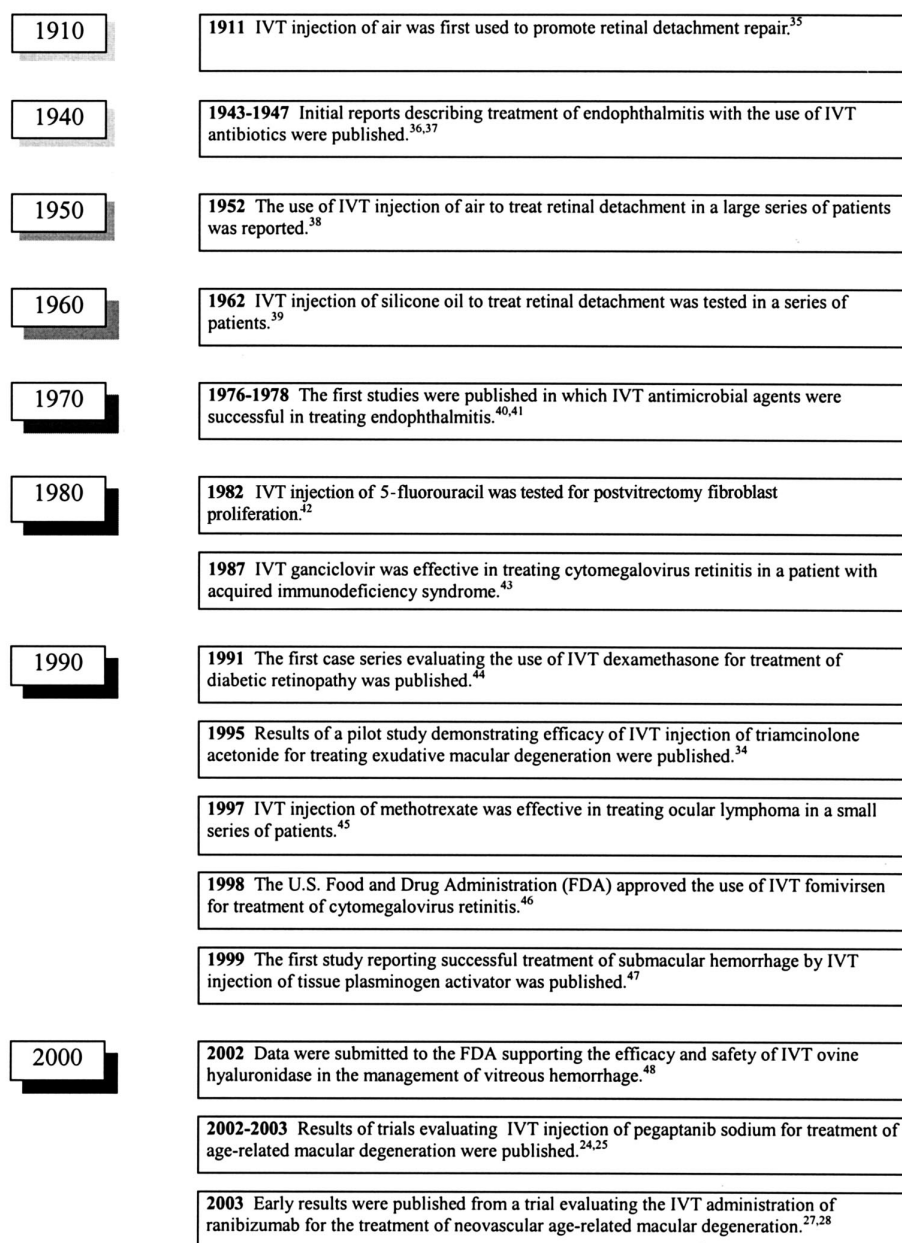 1910
1911 IVT injection of air was first used to promote retinal detachment repair.35
1940
1943-1947 Initial reports describing treatment of endophthalmitis with the use of IVT
antibiotics were published.36,37
1950
1952 The use of IVT injection of air to treat retinal detachment in a large series of patients
was reported.38
1960
1962 IVT injection of silicone oil to treat retinal detachment was tested in a series of
patients.39
1970
1976-1978 The first studies were published in which IVT antimicrobial agents were
successful in treating endophthalmitis.40,41
1980
1982 IVT injection of 5-fluorouracil was tested for postvitrectomy fibroblast
proliferation.42
1987 IVT ganciclovir was effective in treating cytomegalovirus retinitis in a patient with
acquired immunodeficiency syndrome.43
1990
1991 The first case series evaluating the use of IVT dexamethasone for treatment of
diabetic retinopathy was published.44
1995 Results of a pilot study demonstrating efficacy of IVT injection of triamcinolone
acetonide for treating exudative macular degeneration were published.34
1997 IVT injection of methotrexate was effective in treating ocular lymphoma in a small
series of patients.45
1998 The U.S. Food and Drug Administration (FDA) approved the use of IVT fomivirsen
for treatment of cytomegalovirus retinitis.46
1999 The first study reporting successful treatment of submacular hemorrhage by IVT
injection of tissue plasminogen activator was published.47
2000
2002 Data were submitted to the FDA supporting the efficacy and safety of IVT ovine
hyaluronidase in the management of vitreous hemorrhage.48
2002-2003 Results of trials evaluating IVT injection of pegaptanib sodium for treatment of
age-related macular degeneration were published.24,25
2003 Early results were published from a trial evaluating the IVT administration of
ranibizumab for the treatment of neovascular age-related macular degeneration.27,28